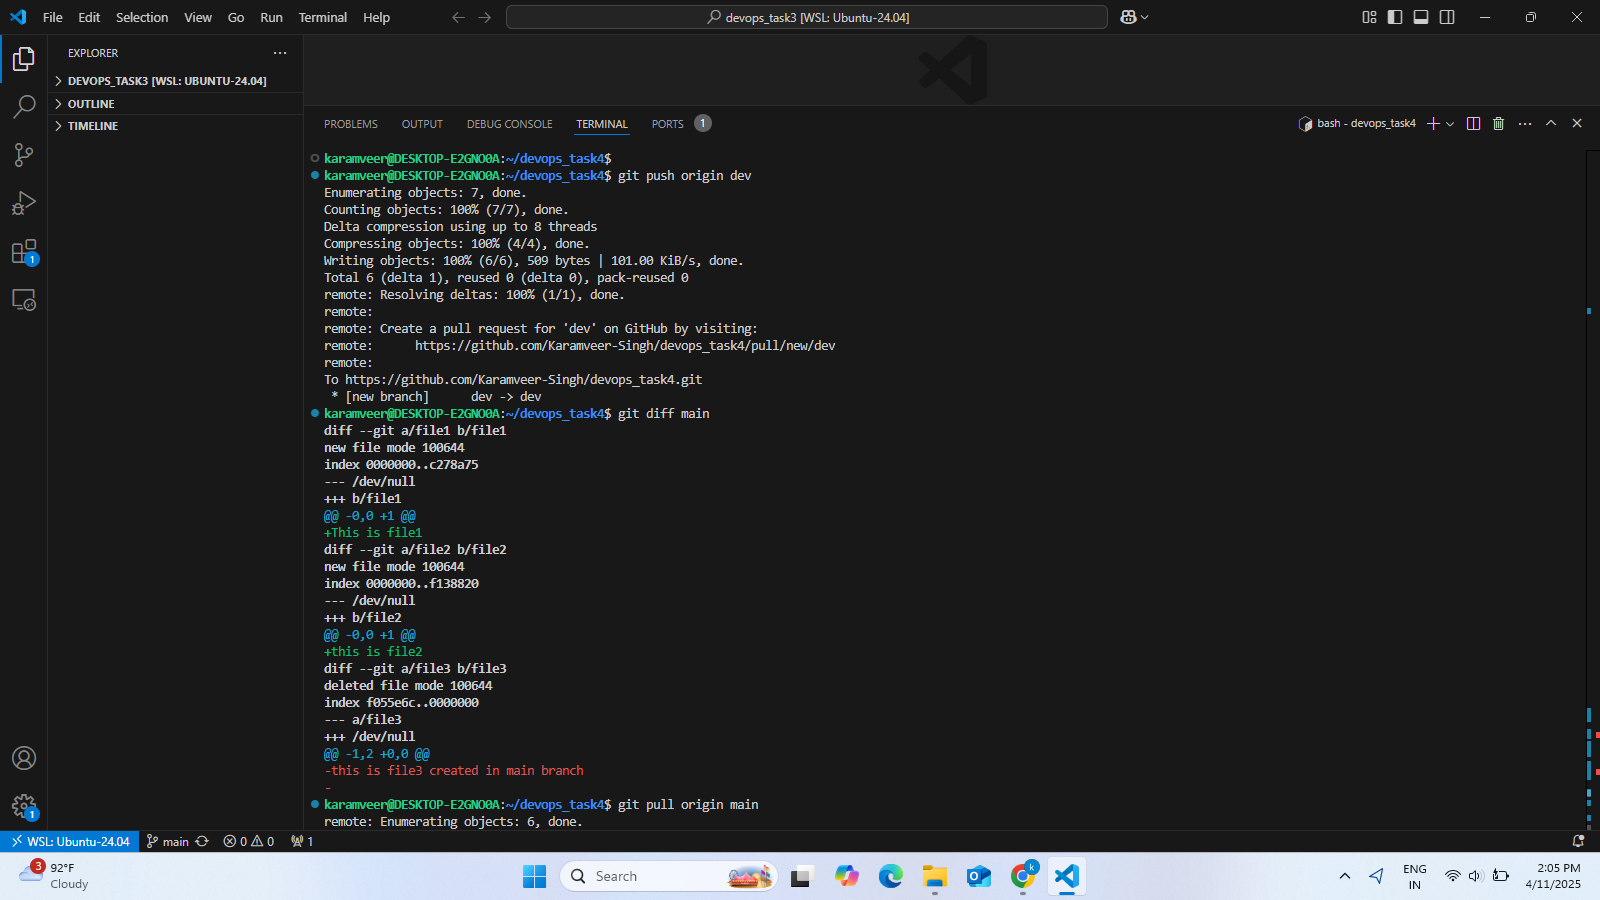 File Edit Selection View Go Run Terminal Help
devops_task3 [WSL: Ubuntu-24.04]
EXPLORER
DEVOPS_TASK3 [WSL: UBUNTU-24.04]
OUTLINE
TIMELINE
PROBLEMS OUTPUT DEBUG CONSOLE TERMINAL PORTS 1
bash - devops_task4
karamveer@DESKTOP-E2GNO0A:~/devops_task4$
karamveer@DESKTOP-E2GNO0A:~/devops_task4$ git push origin dev
Enumerating objects: 7, done.
Counting objects: 100% (7/7), done.
Delta compression using up to 8 threads
Compressing objects: 100% (4/4), done.
Writing objects: 100% (6/6), 509 bytes | 101.00 KiB/s, done.
Total 6 (delta 1), reused 0 (delta 0), pack-reused 0
remote: Resolving deltas: 100% (1/1), done.
remote:
remote: Create a pull request for 'dev' on GitHub by visiting:
remote:      https://github.com/Karamveer-Singh/devops_task4/pull/new/dev
remote:
To https://github.com/Karamveer-Singh/devops_task4.git
 * [new branch]      dev -> dev
karamveer@DESKTOP-E2GNO0A:~/devops_task4$ git diff main
diff --git a/file1 b/file1
new file mode 100644
index 0000000..c278a75
--- /dev/null
+++ b/file1
@@ -0,0 +1 @@
+This is file1
diff --git a/file2 b/file2
new file mode 100644
index 0000000..f138820
--- /dev/null
+++ b/file2
@@ -0,0 +1 @@
+this is file2
diff --git a/file3 b/file3
deleted file mode 100644
index f055e6c..0000000
--- a/file3
+++ /dev/null
@@ -1,2 +0,0 @@
-this is file3 created in main branch
-
karamveer@DESKTOP-E2GNO0A:~/devops_task4$ git pull origin main
remote: Enumerating objects: 6, done.
1
1
WSL: Ubuntu-24.04 main 0 0 1
3
92°F
Cloudy
Search
k
ENG
IN
2:05 PM
4/11/2025